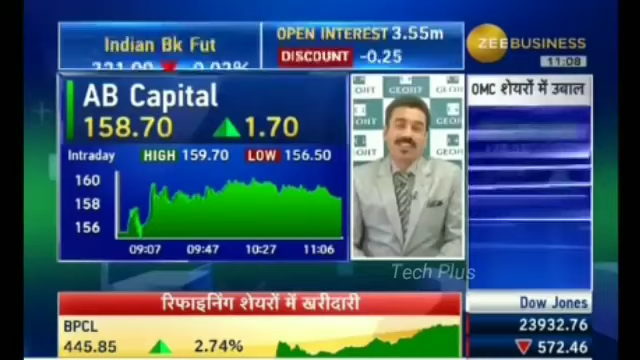 Indian Bk Fut
OPEN INTEREST 3.55m
DISCOUNT -0.25
ZEEBUSINESS
11:08
AB Capital
158.70 ▲ 1.70
Intraday HIGH 159.70 LOW 156.50
160
158
156
09:07 09:47 10:27 11:06
GEOJIT
OMC शेयरों में उबाल
Tech Plus
रिफाइनिंग शेयरों में खरीदारी
BPCL
445.85 ▲ 2.74%
Dow Jones
23932.76
▼ 572.46